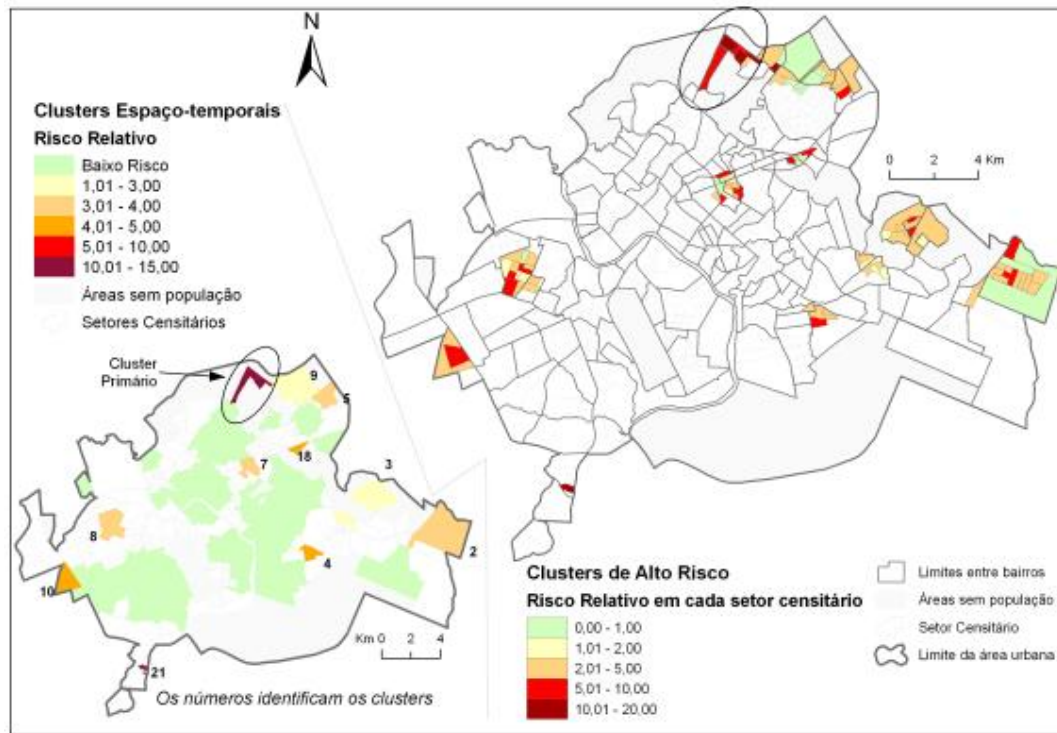 N
Clusters Espaço-temporais
Risco Relativo
Baixo Risco
1,01 - 3,00
3,01 - 4,00
4,01 - 5,00
5,01 - 10,00
10,01 - 15,00
Áreas sem população
Setores Censitários
Cluster
Primário
9
5
18
7
3
8
2
4
10
21
Km 0 2 4
Os números identificam os clusters
0 2 4 Km
Clusters de Alto Risco
Risco Relativo em cada setor censitário
0,00 - 1,00
1,01 - 2,00
2,01 - 5,00
5,01 - 10,00
10,01 - 20,00
Limites entre bairros
Áreas sem população
Setor Censitário
Limite da área urbana